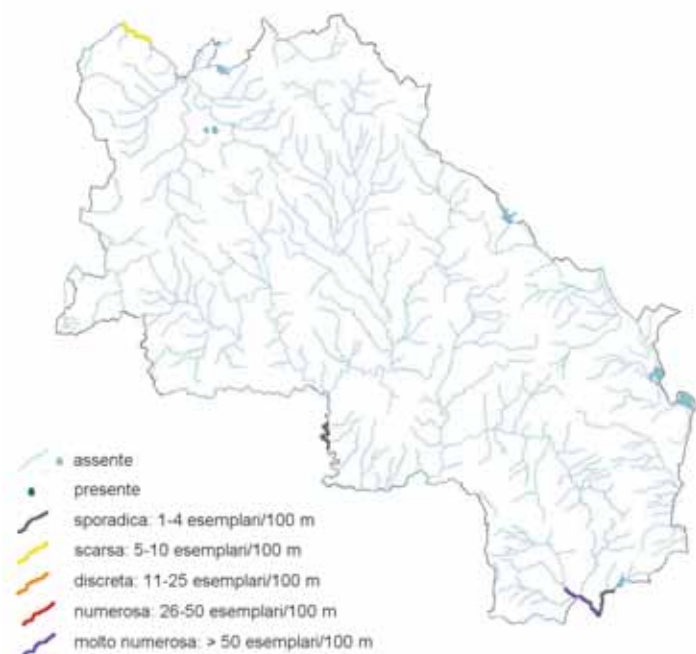 assente
presente
sporadica: 1-4 esemplari/100 m
scarsa: 5-10 esemplari/100 m
discreta: 11-25 esemplari/100 m
numerosa: 26-50 esemplari/100 m
molto numerosa: > 50 esemplari/100 m